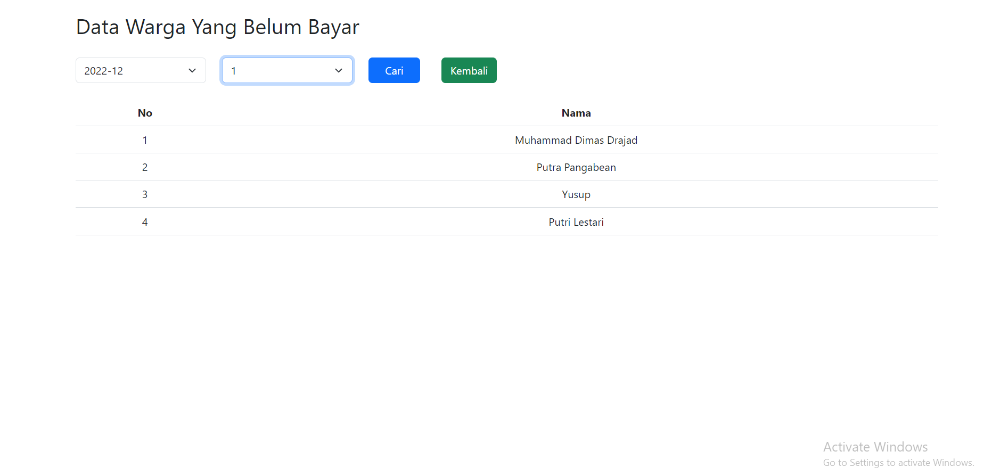 Data Warga Yang Belum Bayar
2022-12 1 Cari Kembali
No Nama
1 Muhammad Dimas Drajad
2 Putra Pangabean
3 Yusup
4 Putri Lestari
Activate Windows
Go to Settings to activate Windows.